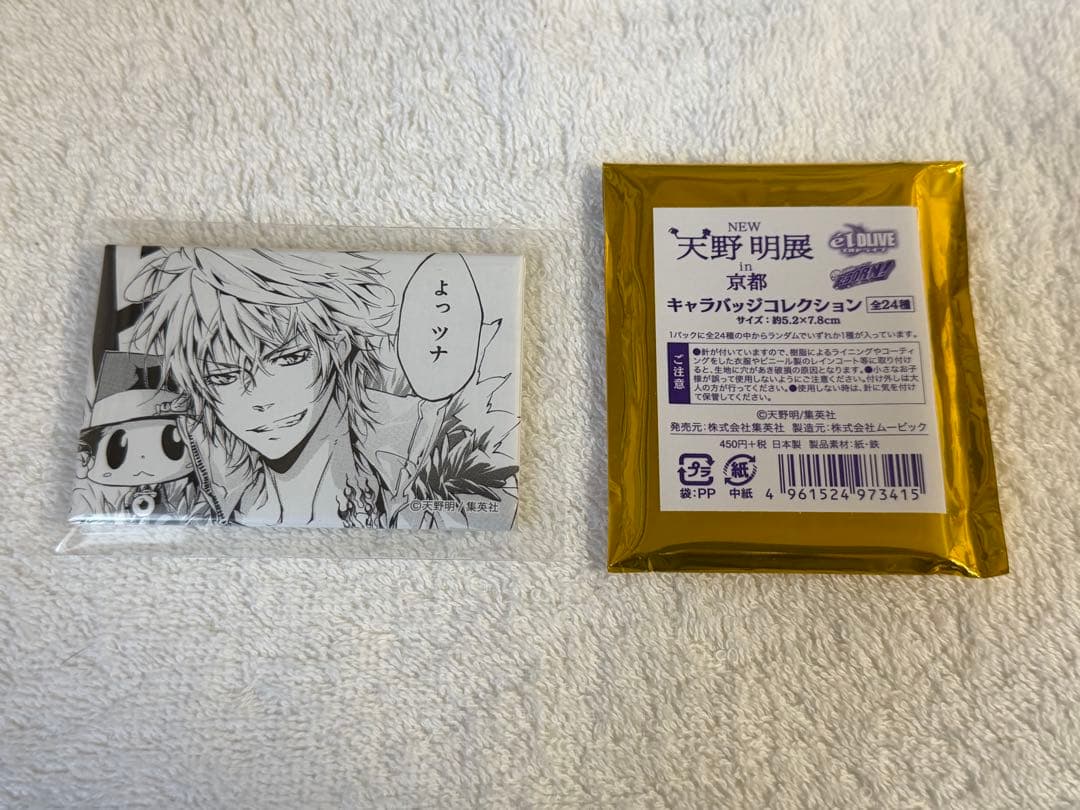 よっツナ
©天野明/集英社
NEW
天野 明展
in
京都
ēlDLIVE
エルドライブ
REBORN!
キャラバッジコレクション 全24種
サイズ：約5.2×7.8cm
1パックに全24種の中からランダムでいずれか1種が入っています。
ご注意
●針が付いていますので、樹脂によるライニングやコーティ
ングをした衣服やビニール製のレインコート等に取り付け
ると、生地に穴があき破損の原因となります。●小さなお子
様が誤って使用しないようにご注意ください。付け外しは大
人の方が行ってください。●使用しない時は、針に気を付け
て保管してください。
©天野明/集英社
発売元：株式会社集英社 製造元：株式会社ムービック
450円+税 日本製 製品素材：紙・鉄
プラ
袋：PP
紙
中紙
4 961524 973415